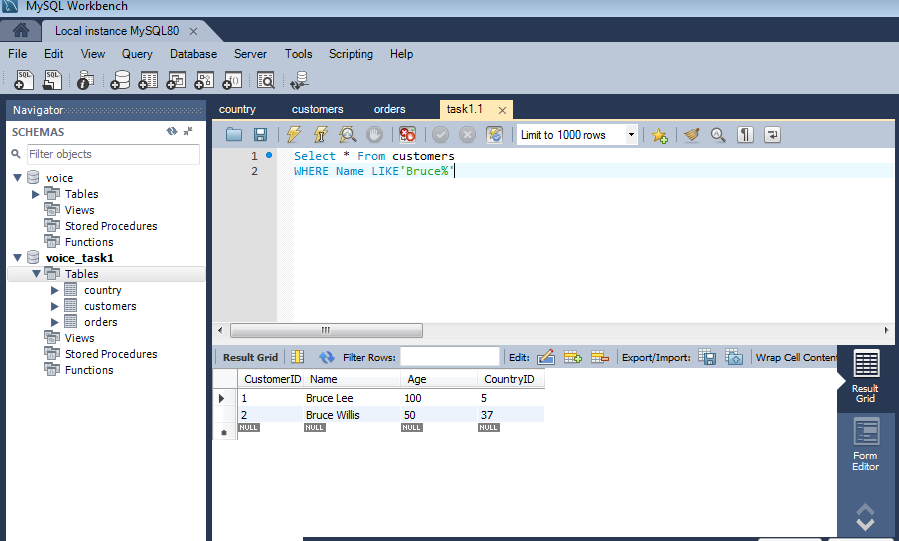 MySQL Workbench
Local instance MySQL80
File Edit View Query Database Server Tools Scripting Help
Navigator
SCHEMAS
Filter objects
voice
Tables
Views
Stored Procedures
Functions
voice_task1
Tables
country
customers
orders
Views
Stored Procedures
Functions
country customers orders task1.1
Limit to 1000 rows
1 Select * From customers
2 WHERE Name LIKE'Bruce%'
Result Grid Filter Rows: Edit: Export/Import: Wrap Cell Content
CustomerID Name Age CountryID
1 Bruce Lee 100 5
2 Bruce Willis 50 37
NULL NULL NULL NULL
Result
Grid
Form
Editor